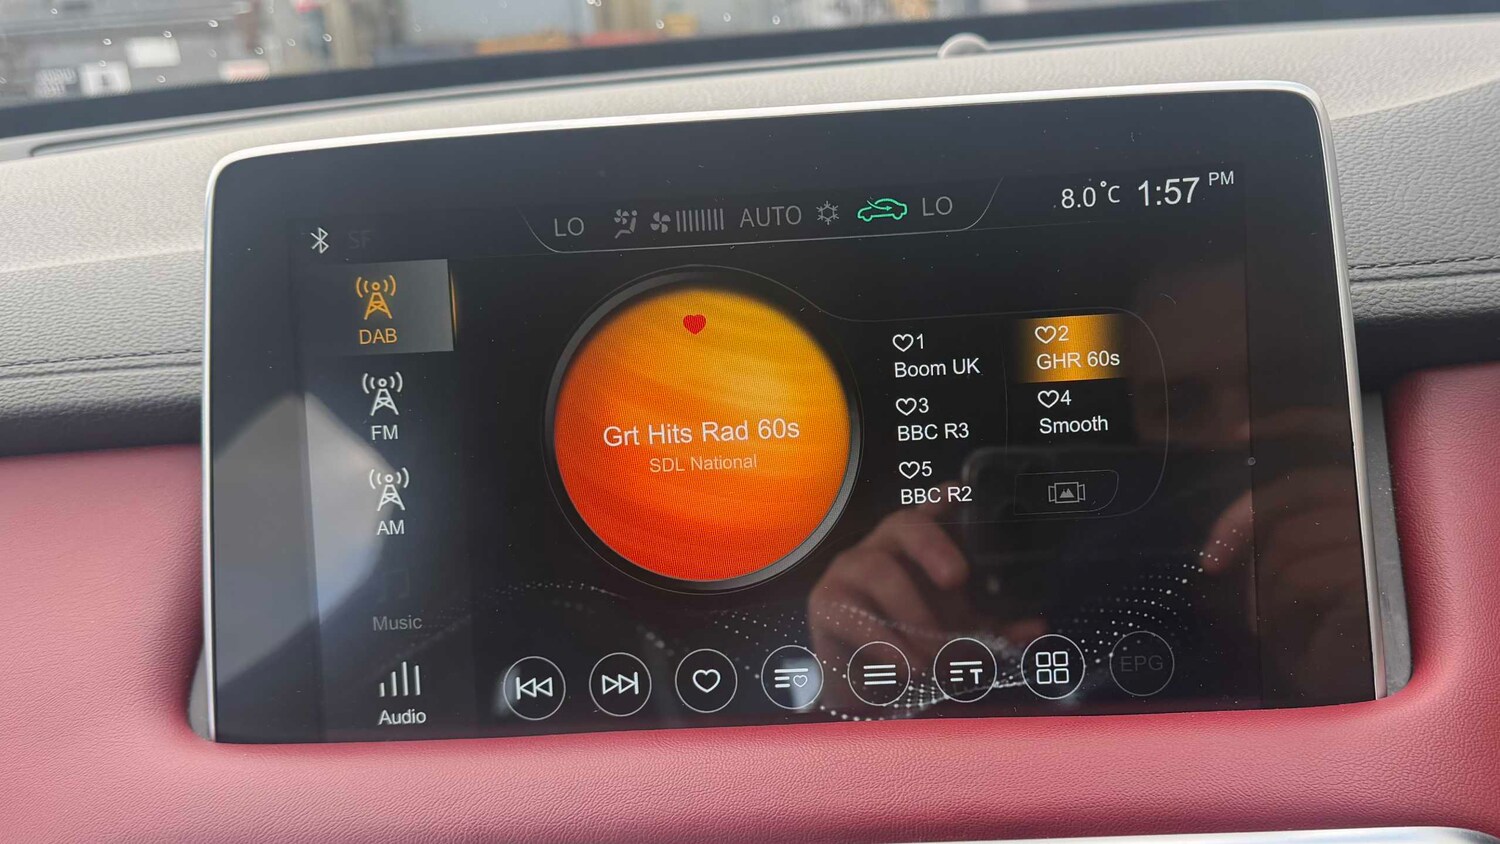 LO AUTO LO
8.0°C 1:57 PM
SF
DAB
FM
AM
Music
Audio
Grt Hits Rad 60s
SDL National
1
Boom UK
2
GHR 60s
3
BBC R3
4
Smooth
5
BBC R2
T
EPG